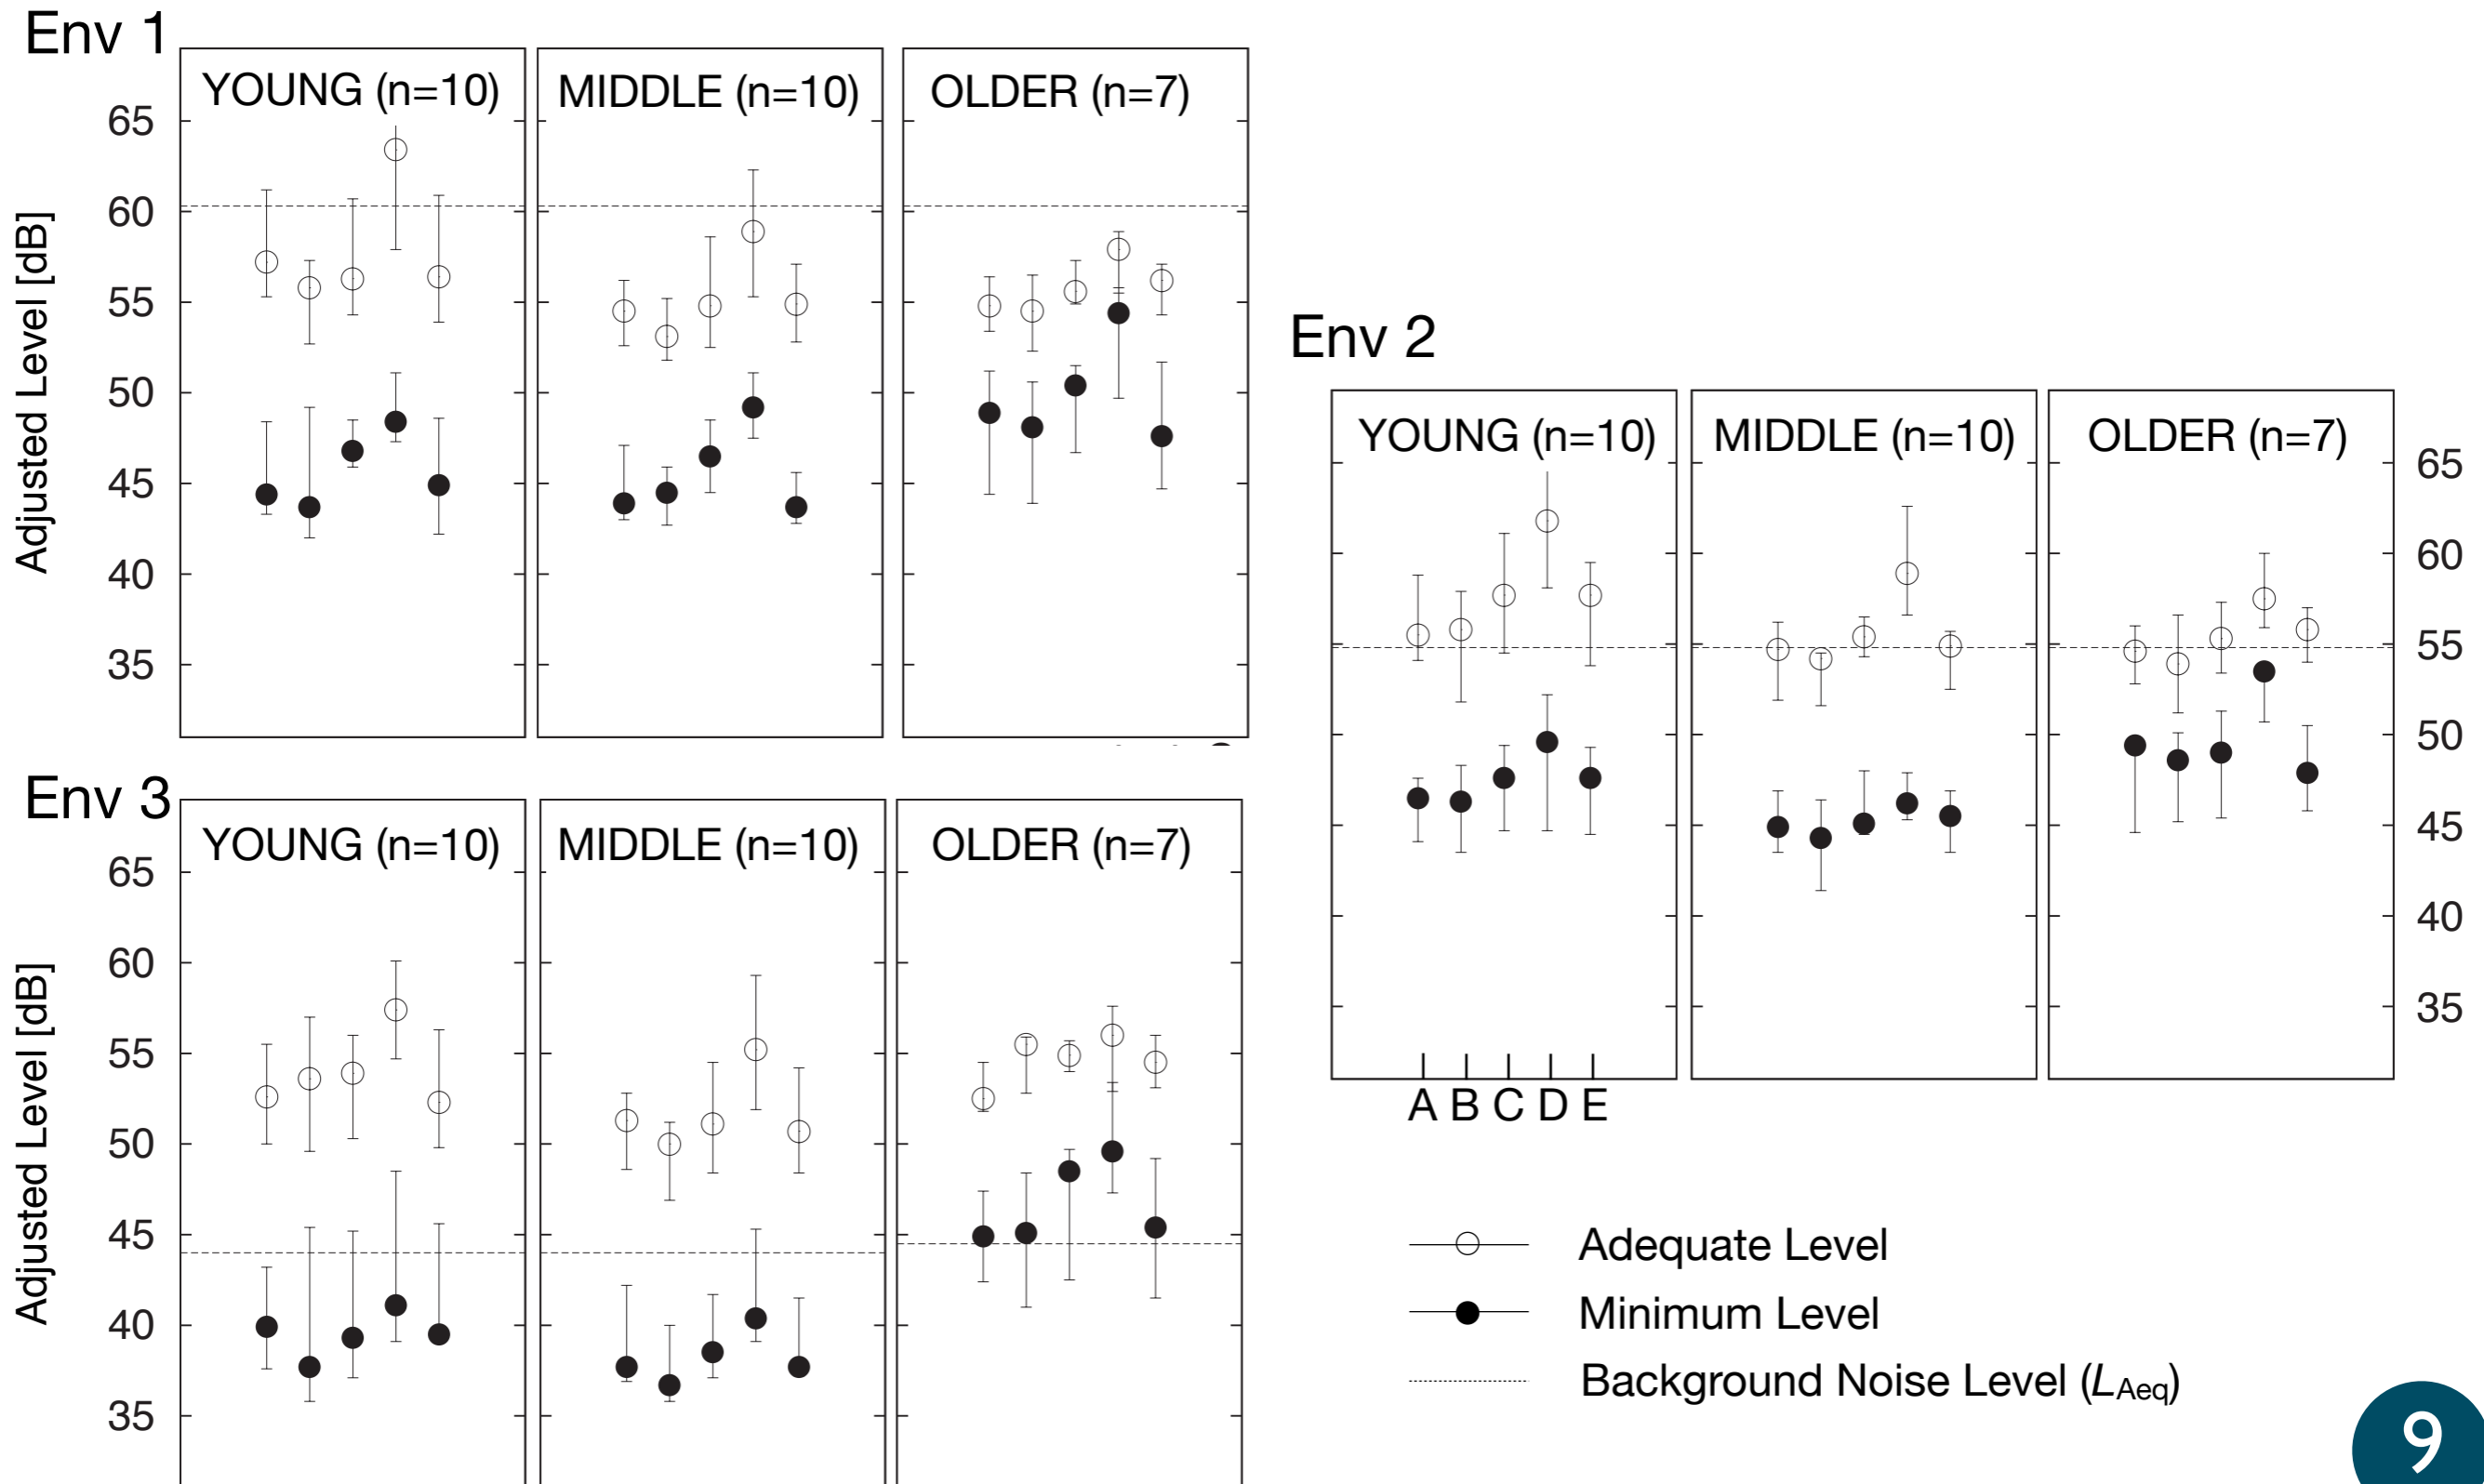 Env 1
YOUNG (n=10)
MIDDLE (n=10)
OLDER (n=7)
65
60
55
50
45
40
35
Adjusted Level [dB]
Env 2
YOUNG (n=10)
MIDDLE (n=10)
OLDER (n=7)
65
60
55
50
45
40
35
A B C D E
Env 3
YOUNG (n=10)
MIDDLE (n=10)
OLDER (n=7)
65
60
55
50
45
40
35
Adjusted Level [dB]
Adequate Level
Minimum Level
Background Noise Level (LAeq)
9